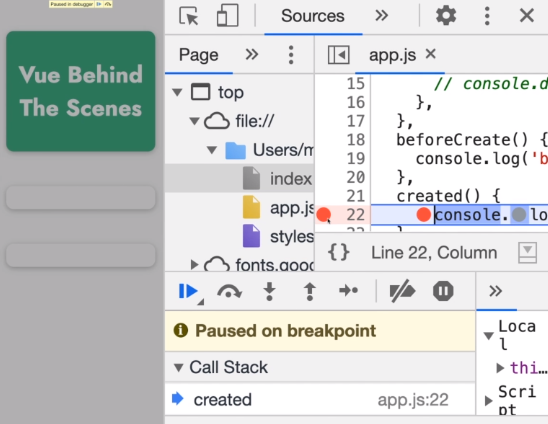 Paused in debugger
Vue Behind
The Scenes
Sources
Page
app.js
top
file://
Users/m
index
app.js
styles
fonts.goog
15 // console.d
16 },
17 },
18 beforeCreate() {
19 console.log('b
20 },
21 created() {
22 console.lo
{} Line 22, Column
Paused on breakpoint
Call Stack
created app.js:22
Loca
l
thi…
Scri
pt